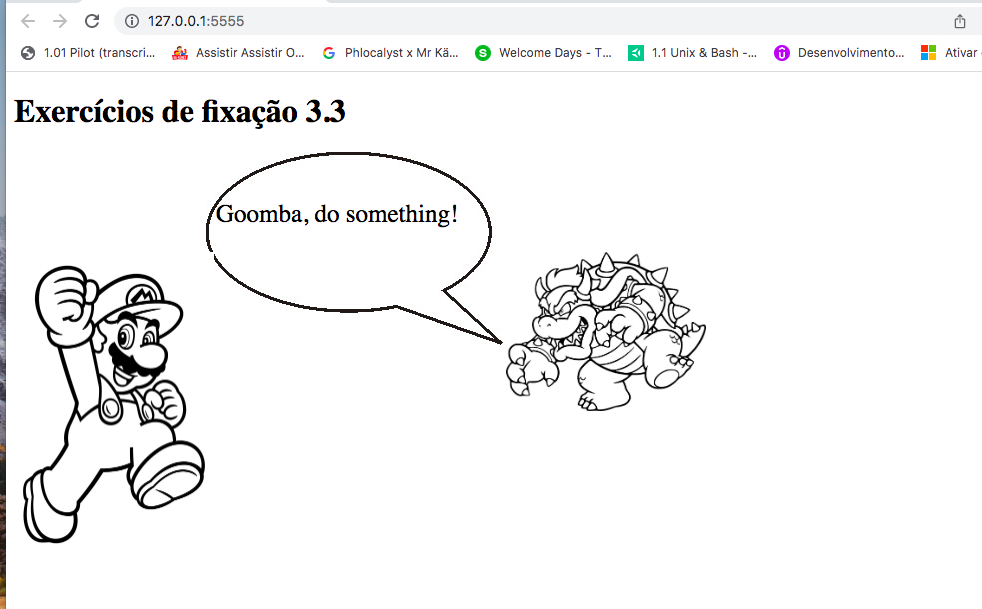 127.0.0.1:5555
1.01 Pilot (transcri...
Assistir Assistir O...
Phlocalyst x Mr Kä...
Welcome Days - T...
1.1 Unix & Bash -...
Desenvolvimento...
Ativar
Exercícios de fixação 3.3
Goomba, do something!
M